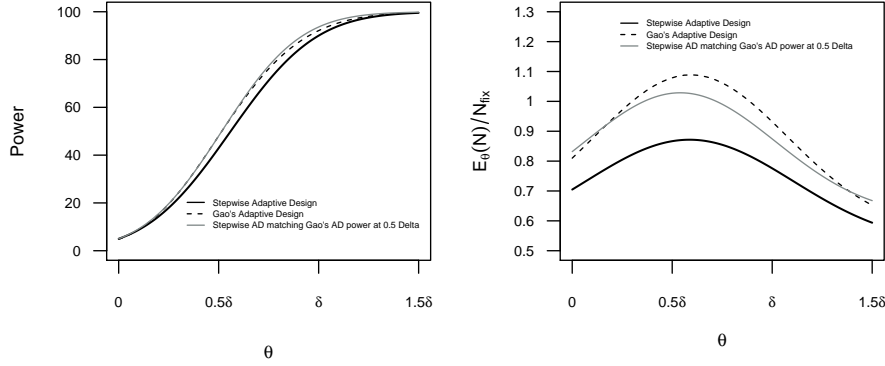 100
80
60
40
20
0
Power
Stepwise Adaptive Design
Gao's Adaptive Design
Stepwise AD matching Gao's AD power at 0.5 Delta
0 0.5δ δ 1.5δ
θ
1.3
1.2
1.1
1
0.9
0.8
0.7
0.6
0.5
E_θ(N)/N_fix
Stepwise Adaptive Design
Gao's Adaptive Design
Stepwise AD matching Gao's AD power at 0.5 Delta
0 0.5δ δ 1.5δ
θ